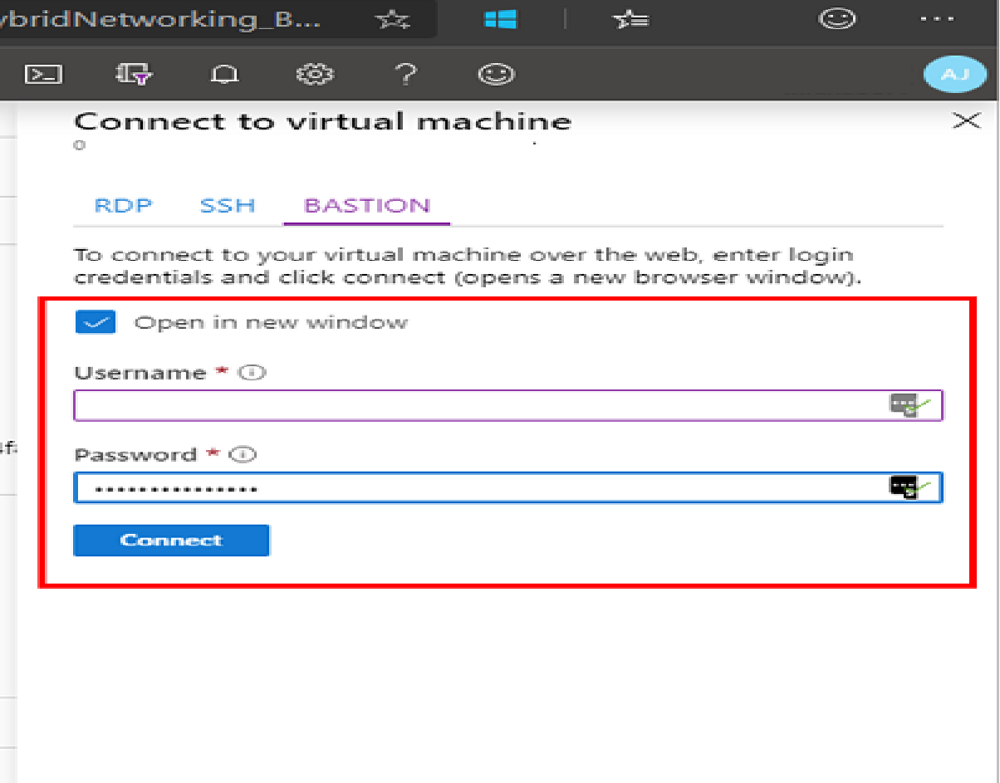 ybridNetworking_B...
AJ
Connect to virtual machine
RDP SSH BASTION
To connect to your virtual machine over the web, enter login
credentials and click connect (opens a new browser window).
Open in new window
Username *
Password *
•••••••••••••••
Connect